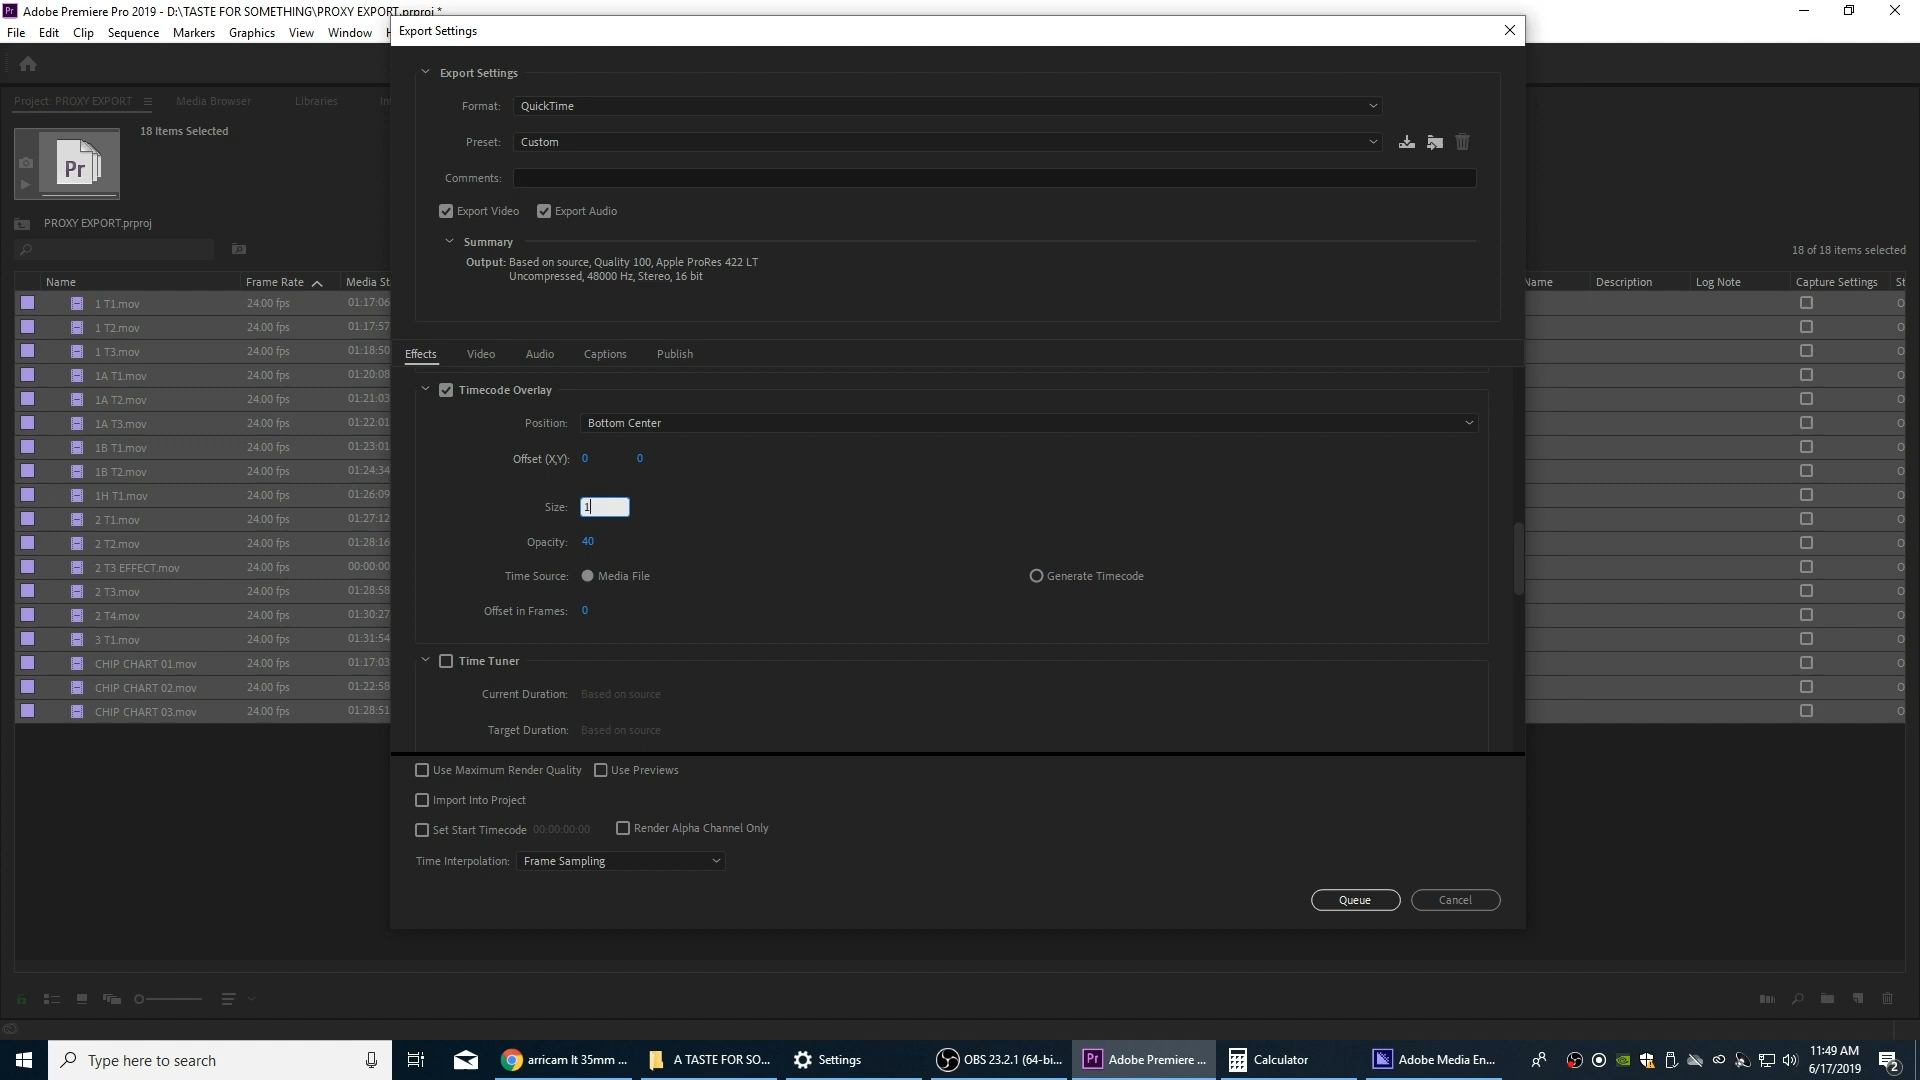 Adobe Premiere Pro 2019 - D:\TASTE FOR SOMETHING\PROXY EXPORT.prproj *
File Edit Clip Sequence Markers Graphics View Window
Export Settings
Export Settings
Format: QuickTime
Preset: Custom
Comments:
Export Video Export Audio
Summary
Output: Based on source, Quality 100, Apple ProRes 422 LT
Uncompressed, 48000 Hz, Stereo, 16 bit
Project: PROXY EXPORT Media Browser Libraries
18 Items Selected
Pr
PROXY EXPORT.prproj
18 of 18 items selected
Name Frame Rate Media St Name Description Log Note Capture Settings St
1 T1.mov 24.00 fps 01:17:06
1 T2.mov 24.00 fps 01:17:57
1 T3.mov 24.00 fps 01:18:50
1A T1.mov 24.00 fps 01:20:08
1A T2.mov 24.00 fps 01:21:03
1A T3.mov 24.00 fps 01:22:01
1B T1.mov 24.00 fps 01:23:01
1B T2.mov 24.00 fps 01:24:34
1H T1.mov 24.00 fps 01:26:09
2 T1.mov 24.00 fps 01:27:12
2 T2.mov 24.00 fps 01:28:16
2 T3 EFFECT.mov 24.00 fps 00:00:00
2 T3.mov 24.00 fps 01:28:58
2 T4.mov 24.00 fps 01:30:27
3 T1.mov 24.00 fps 01:31:54
CHIP CHART 01.mov 24.00 fps 01:17:03
CHIP CHART 02.mov 24.00 fps 01:22:58
CHIP CHART 03.mov 24.00 fps 01:28:51
Effects Video Audio Captions Publish
Timecode Overlay
Position: Bottom Center
Offset (X,Y): 0 0
Size: 1
Opacity: 40
Time Source: Media File Generate Timecode
Offset in Frames: 0
Time Tuner
Current Duration: Based on source
Target Duration: Based on source
Use Maximum Render Quality Use Previews
Import Into Project
Set Start Timecode 00:00:00:00 Render Alpha Channel Only
Time Interpolation: Frame Sampling
Queue Cancel
Type here to search
arricam lt 35mm ...
A TASTE FOR SO...
Settings
OBS 23.2.1 (64-bi...
Adobe Premiere ...
Calculator
Adobe Media En...
11:49 AM
6/17/2019
2